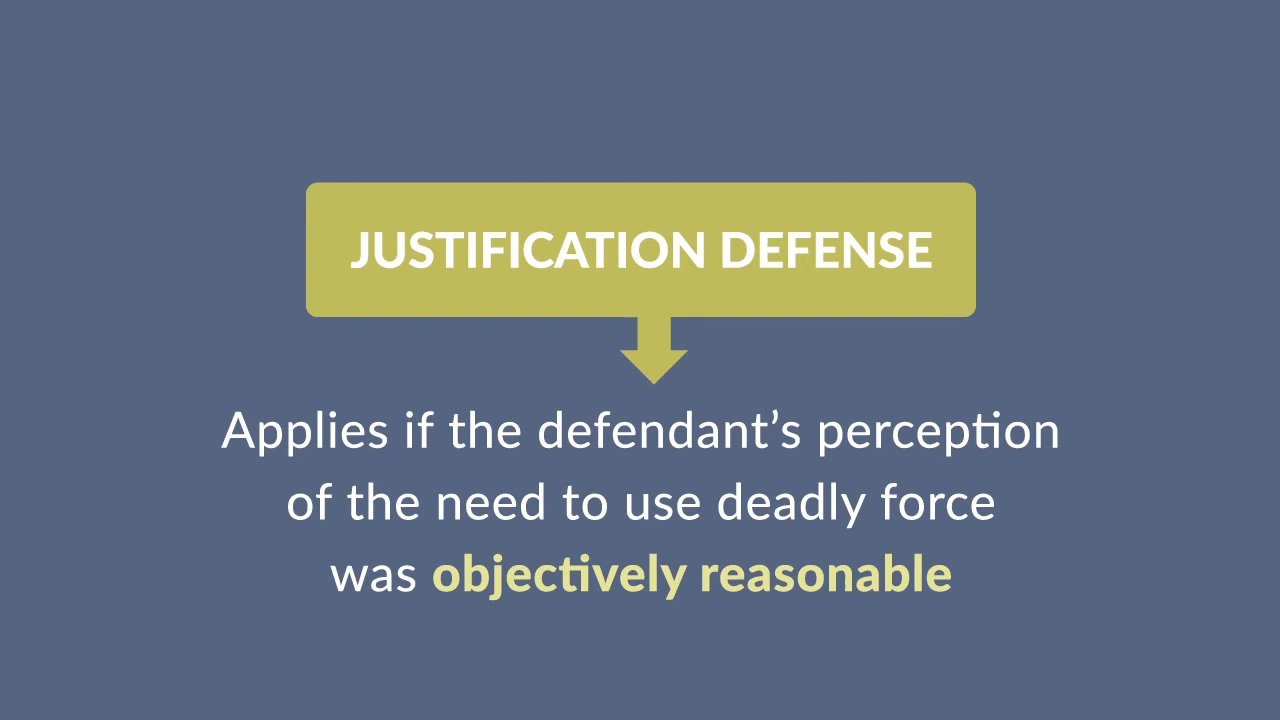 JUSTIFICATION DEFENSE
Applies if the defendant’s perception
of the need to use deadly force
was objectively reasonable